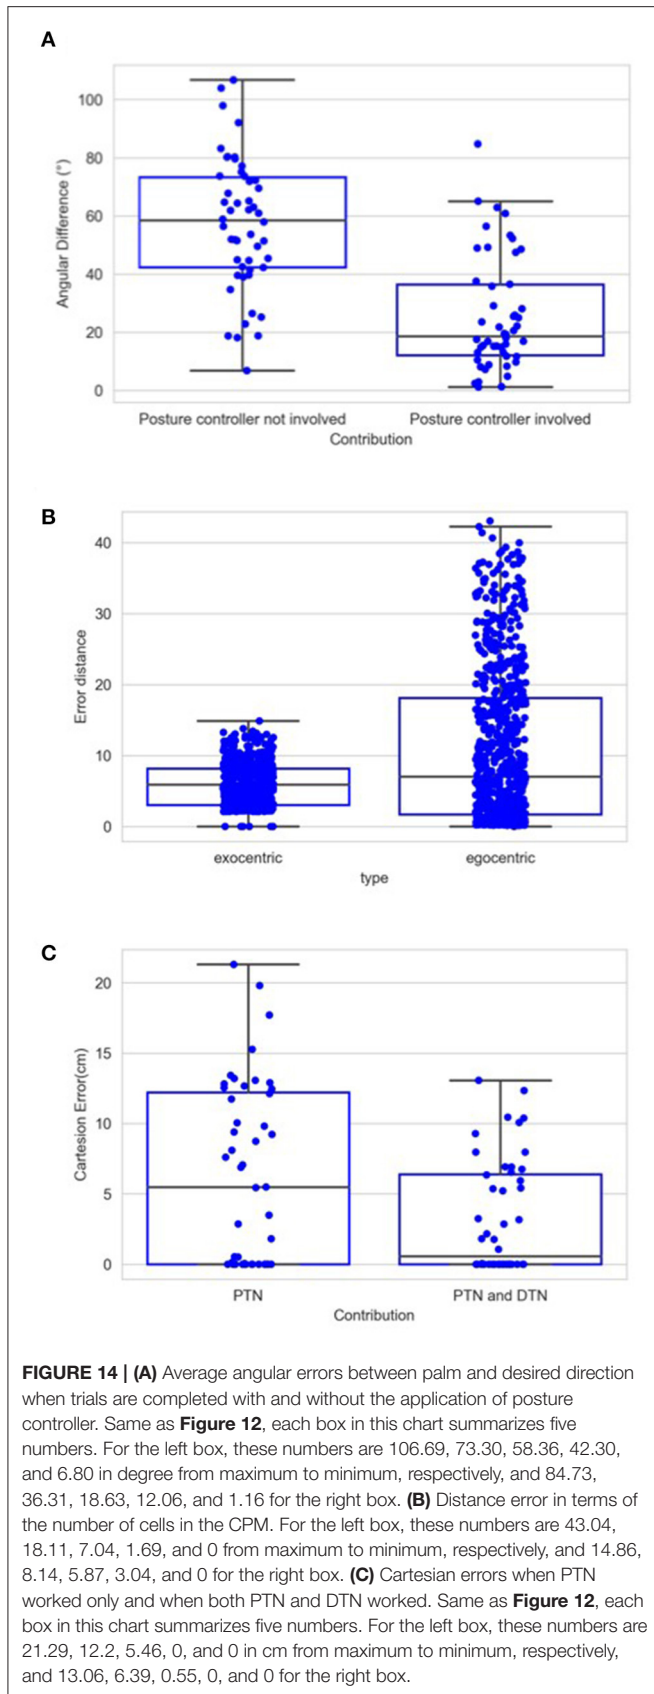 A
100
80
60
40
20
0
Angular Difference (°)
Posture controller not involved
Posture controller involved
Contribution
B
40
30
20
10
0
Error distance
exocentric
egocentric
type
C
20
15
10
5
0
Cartesion Error(cm)
PTN
PTN and DTN
Contribution
FIGURE 14 | (A) Average angular errors between palm and desired direction
when trials are completed with and without the application of posture
controller. Same as Figure 12, each box in this chart summarizes five
numbers. For the left box, these numbers are 106.69, 73.30, 58.36, 42.30,
and 6.80 in degree from maximum to minimum, respectively, and 84.73,
36.31, 18.63, 12.06, and 1.16 for the right box. (B) Distance error in terms of
the number of cells in the CPM. For the left box, these numbers are 43.04,
18.11, 7.04, 1.69, and 0 from maximum to minimum, respectively, and 14.86,
8.14, 5.87, 3.04, and 0 for the right box. (C) Cartesian errors when PTN
worked only and when both PTN and DTN worked. Same as Figure 12, each
box in this chart summarizes five numbers. For the left box, these numbers are
21.29, 12.2, 5.46, 0, and 0 in cm from maximum to minimum, respectively,
and 13.06, 6.39, 0.55, 0, and 0 for the right box.